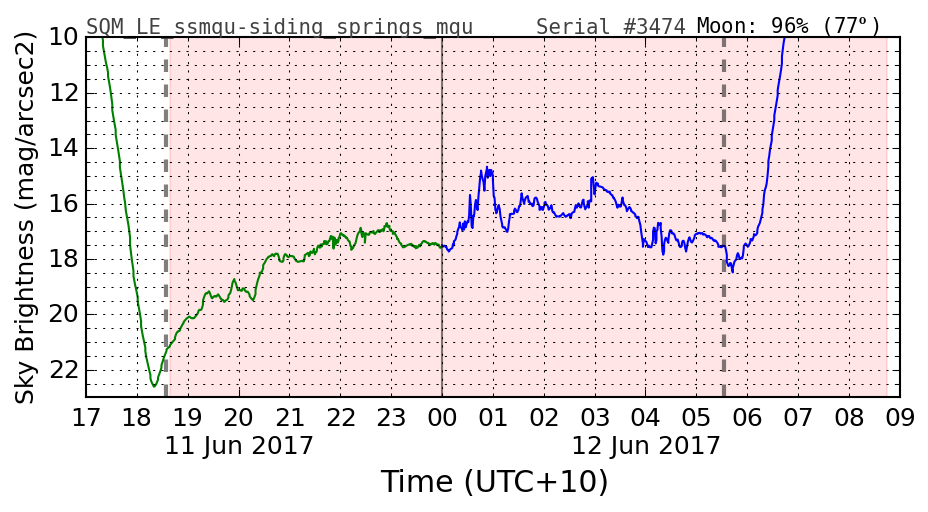 SQM_LE_ssmqu-siding_springs_mqu Serial #3474 Moon: 96% (77°)
Sky Brightness (mag/arcsec2)
10
12
14
16
18
20
22
17 18 19 20 21 22 23 00 01 02 03 04 05 06 07 08 09
11 Jun 2017 12 Jun 2017
Time (UTC+10)